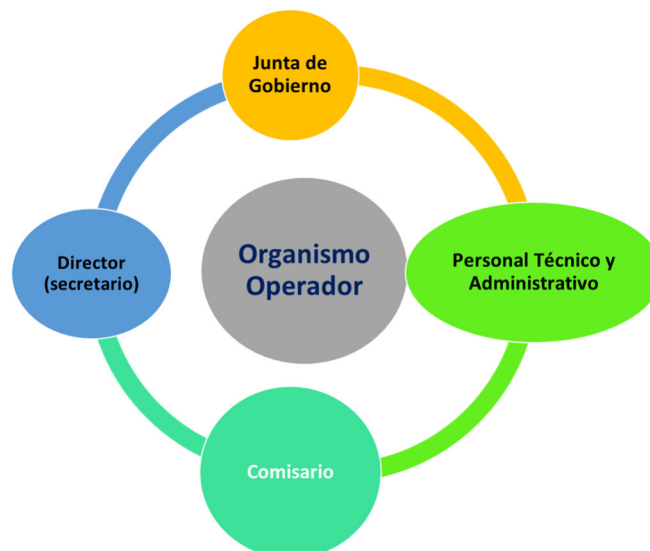 Junta de
Gobierno
Director
(secretario)
Organismo
Operador
Personal Técnico y
Administrativo
Comisario